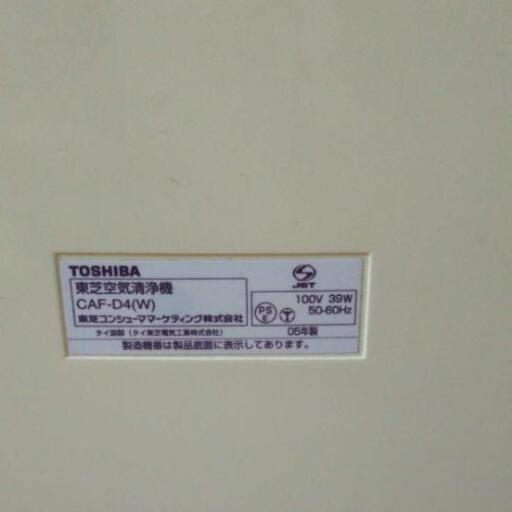 TOSHIBA
東芝空気清浄機
CAF-D4(W)
東芝コンシューママーケティング株式会社
タイ国製(タイ東芝電気工業株式会社)
JET
100V 39W
50-60Hz
PS
E
05年製
製造機番は製品底面に表示してあります。